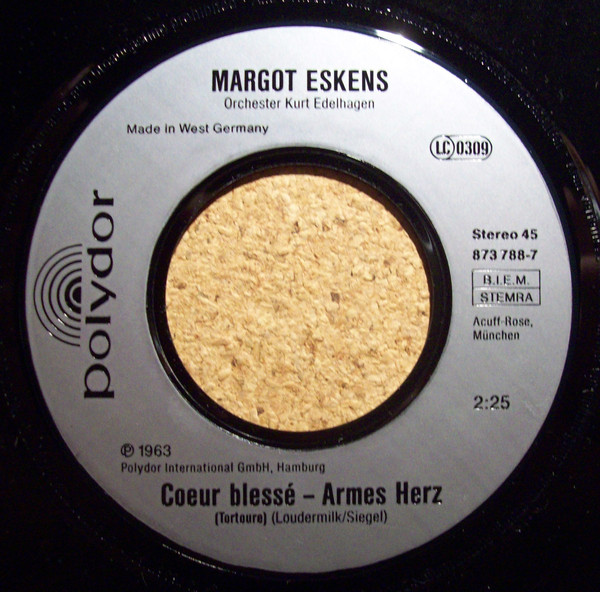 MARGOT ESKENS
Orchester Kurt Edelhagen
Made in West Germany
LC 0309
polydor
Stereo 45
873 788-7
B.I.E.M.
STEMRA
Acuff-Rose,
München
2:25
℗ 1963
Polydor International GmbH, Hamburg
Coeur blessé – Armes Herz
(Tortoure) (Loudermilk/Siegel)